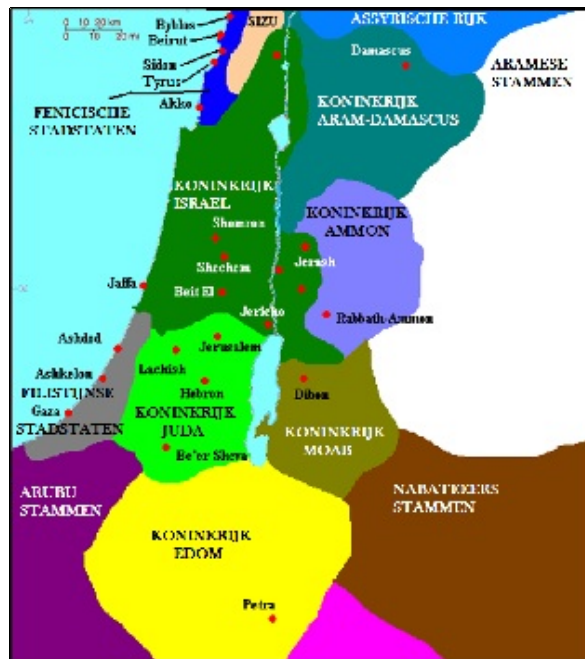 0 10 20 km
0 10 20 mi
Byblus
Beirut
Sidon
Tyrus
Akko
SIZU
ASSYRISCHE RIJK
Damascus
ARAMESE
STAMMEN
FENICISCHE
STADSTATEN
KONINKRIJK
ARAM-DAMASCUS
KONINKRIJK
ISRAEL
KONINKRIJK
AMMON
Shomron
Shechem
Jerash
Jaffa
Beit El
Jericho
Rabbath-Ammon
Ashdod
Jerusalem
Lachish
Ashkelon
Hebron
Dibon
FILISTIJNSE
Gaza
STADSTATEN
KONINKRIJK
JUDA
KONINKRIJK
MOAB
Be'er Sheva
ARUBU
STAMMEN
NABATEEERS
STAMMEN
KONINKRIJK
EDOM
Petra